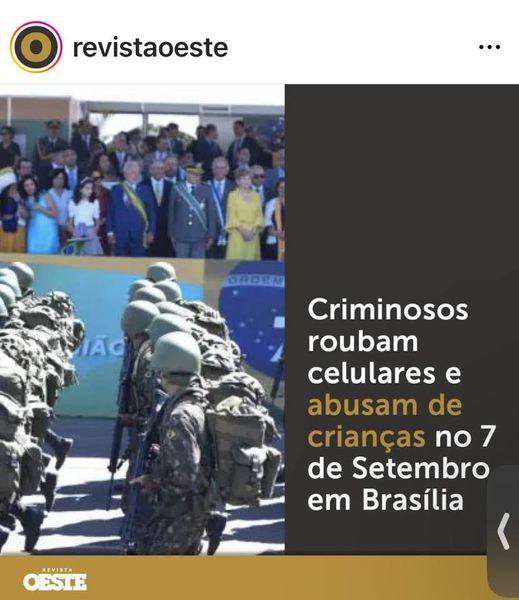 revistaoeste
Criminosos
roubam
celulares e
abusam de
crianças no 7
de Setembro
em Brasília
REVISTA
OESTE